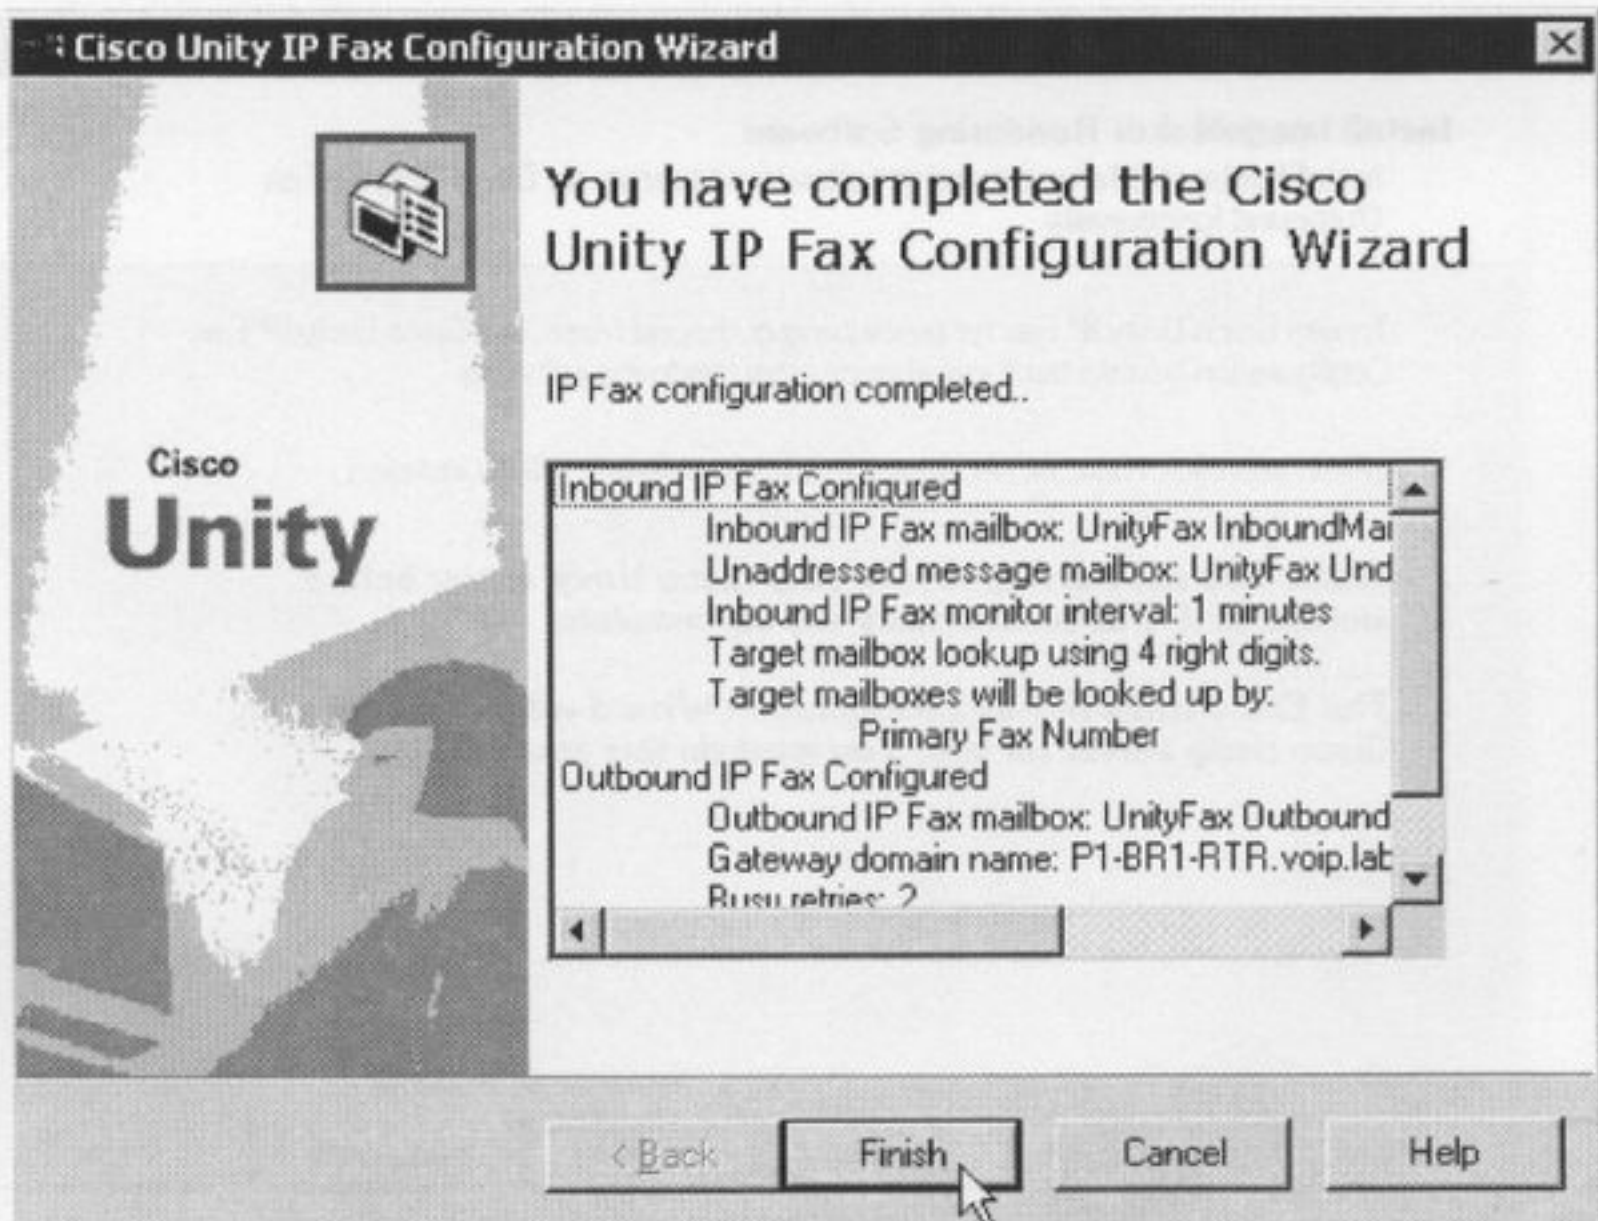 Cisco Unity IP Fax Configuration Wizard
You have completed the Cisco
Unity IP Fax Configuration Wizard
IP Fax configuration completed..
Cisco
Unity
Inbound IP Fax Configured
Inbound IP Fax mailbox: UnityFax InboundMai
Unaddressed message mailbox: UnityFax Und
Inbound IP Fax monitor interval: 1 minutes
Target mailbox lookup using 4 right digits.
Target mailboxes will be looked up by:
Primary Fax Number
Outbound IP Fax Configured
Outbound IP Fax mailbox: UnityFax Outbound
Gateway domain name: P1-BR1-RTR.voip.lab
Busy retries: 2
< Back
Finish
Cancel
Help